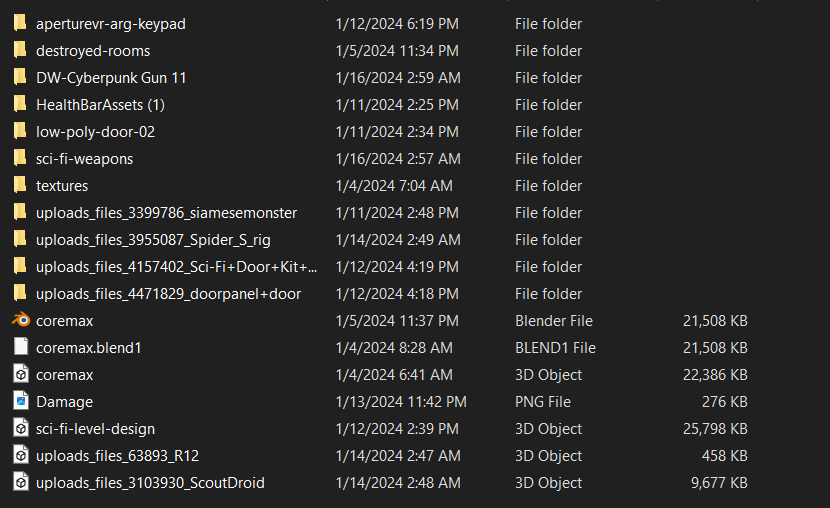 aperturevr-arg-keypad 1/12/2024 6:19 PM File folder
destroyed-rooms 1/5/2024 11:34 PM File folder
DW-Cyberpunk Gun 11 1/16/2024 2:59 AM File folder
HealthBarAssets (1) 1/11/2024 2:25 PM File folder
low-poly-door-02 1/11/2024 2:34 PM File folder
sci-fi-weapons 1/16/2024 2:57 AM File folder
textures 1/4/2024 7:04 AM File folder
uploads_files_3399786_siamesemonster 1/11/2024 2:48 PM File folder
uploads_files_3955087_Spider_S_rig 1/14/2024 2:49 AM File folder
uploads_files_4157402_Sci-Fi+Door+Kit+... 1/12/2024 4:19 PM File folder
uploads_files_4471829_doorpanel+door 1/12/2024 4:18 PM File folder
coremax 1/5/2024 11:37 PM Blender File 21,508 KB
coremax.blend1 1/4/2024 8:28 AM BLEND1 File 21,508 KB
coremax 1/4/2024 6:41 AM 3D Object 22,386 KB
Damage 1/13/2024 11:42 PM PNG File 276 KB
sci-fi-level-design 1/12/2024 2:39 PM 3D Object 25,798 KB
uploads_files_63893_R12 1/14/2024 2:47 AM 3D Object 458 KB
uploads_files_3103930_ScoutDroid 1/14/2024 2:48 AM 3D Object 9,677 KB